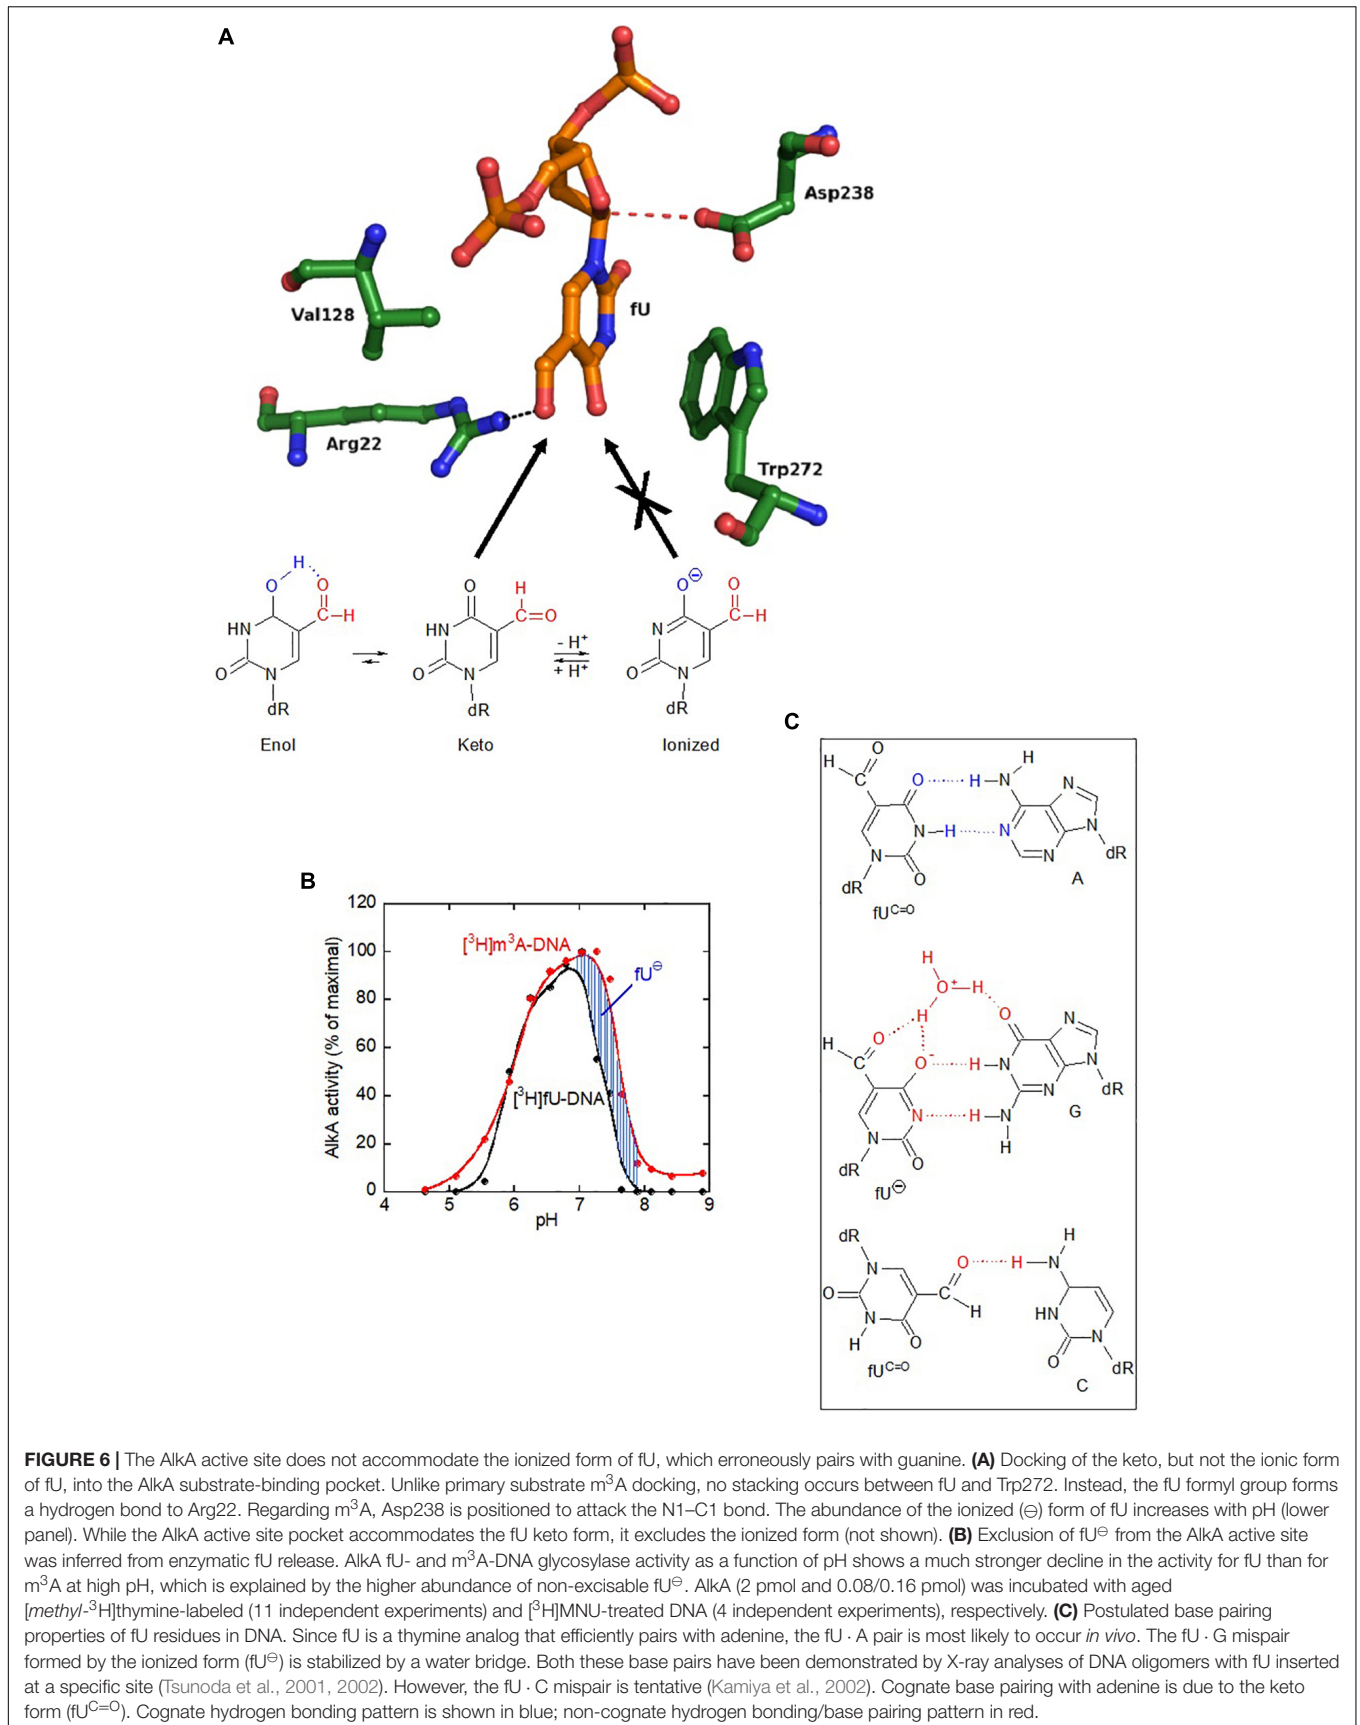 A
Asp238
Val128
fU
Arg22
Trp272
H
O
O
C–H
HN
O
N
dR
Enol
O
H
C=O
HN
O
N
dR
Keto
- H+
+ H+
O⊖
O
C–H
N
O
N
dR
Ionized
C
H
O
C
O
H
N
H
N
N
H
N
N
N
N
dR
O
dR
A
fU^C=O
H
O+
H
H
O
H
O
C
O-
H
N
N
N
N
H
N
H
N
dR
G
N
O
dR
fU⊖
dR
N
O
H
N
H
O
C
H
N
H
O
HN
N
O
dR
fU^C=O
C
B
AlkA activity (% of maximal)
120
100
80
60
40
20
0
[³H]m³A-DNA
fU⊖
[³H]fU-DNA
4 5 6 7 8 9
pH
FIGURE 6 | The AlkA active site does not accommodate the ionized form of fU, which erroneously pairs with guanine. (A) Docking of the keto, but not the ionic form
of fU, into the AlkA substrate-binding pocket. Unlike primary substrate m³A docking, no stacking occurs between fU and Trp272. Instead, the fU formyl group forms
a hydrogen bond to Arg22. Regarding m³A, Asp238 is positioned to attack the N1–C1 bond. The abundance of the ionized (⊖) form of fU increases with pH (lower
panel). While the AlkA active site pocket accommodates the fU keto form, it excludes the ionized form (not shown). (B) Exclusion of fU⊖ from the AlkA active site
was inferred from enzymatic fU release. AlkA fU- and m³A-DNA glycosylase activity as a function of pH shows a much stronger decline in the activity for fU than for
m³A at high pH, which is explained by the higher abundance of non-excisable fU⊖. AlkA (2 pmol and 0.08/0.16 pmol) was incubated with aged
[methyl-³H]thymine-labeled (11 independent experiments) and [³H]MNU-treated DNA (4 independent experiments), respectively. (C) Postulated base pairing
properties of fU residues in DNA. Since fU is a thymine analog that efficiently pairs with adenine, the fU · A pair is most likely to occur in vivo. The fU · G mispair
formed by the ionized form (fU⊖) is stabilized by a water bridge. Both these base pairs have been demonstrated by X-ray analyses of DNA oligomers with fU inserted
at a specific site (Tsunoda et al., 2001, 2002). However, the fU · C mispair is tentative (Kamiya et al., 2002). Cognate base pairing with adenine is due to the keto
form (fU^C=O). Cognate hydrogen bonding pattern is shown in blue; non-cognate hydrogen bonding/base pairing pattern in red.